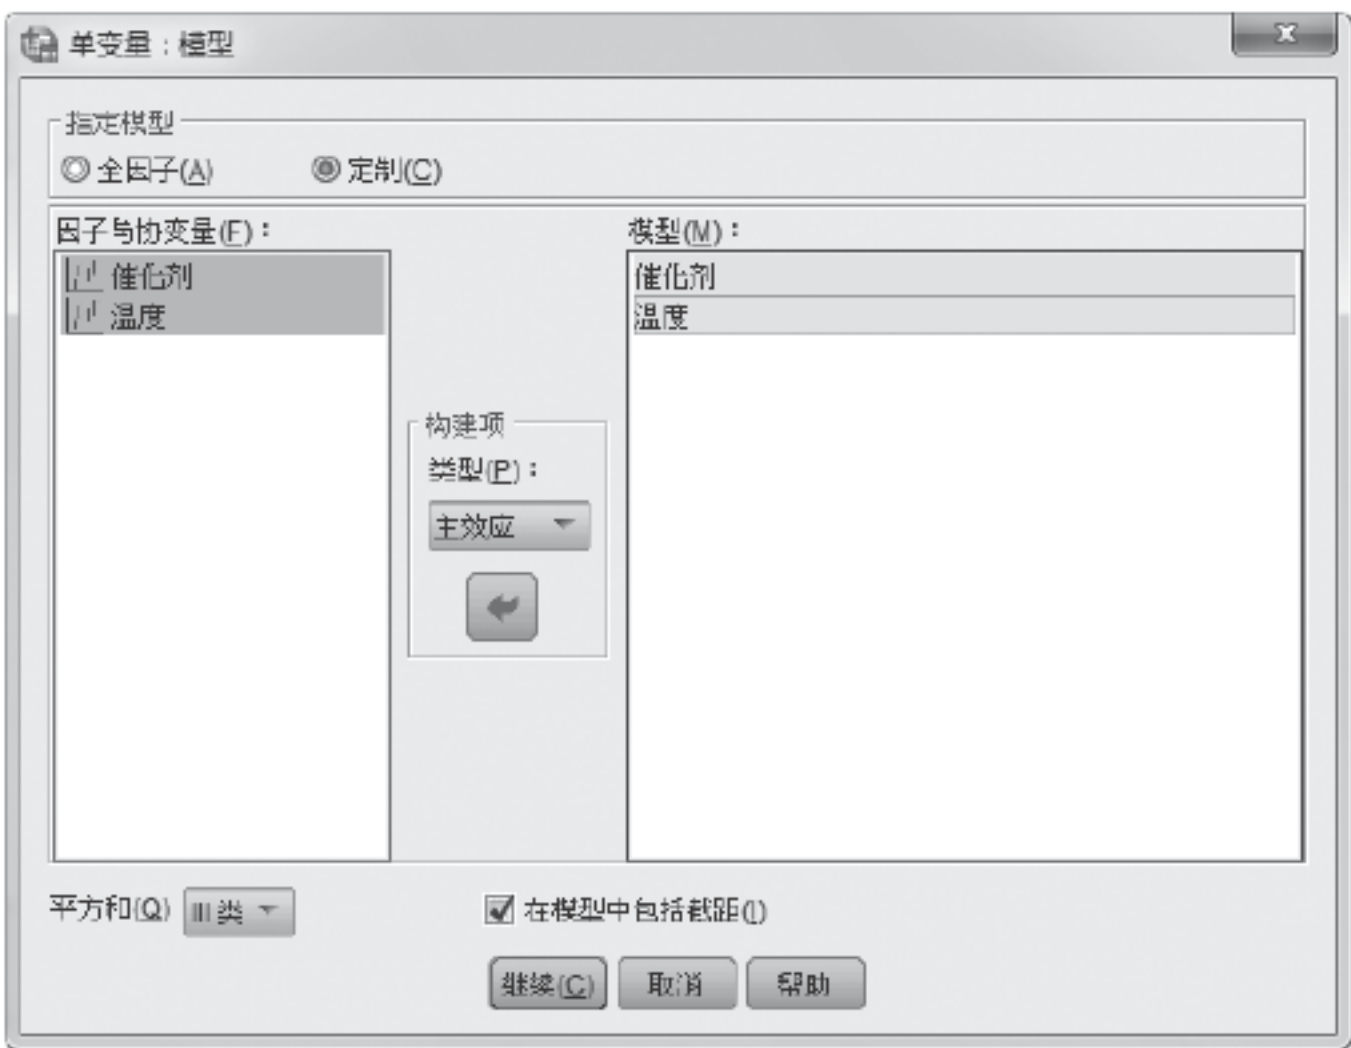 单变量：模型
指定模型
全因子(A) 定制(C)
因子与协变量(F)： 模型(M)：
催化剂 催化剂
温度 温度
构建项
类型(P)：
主效应
平方和(Q) III 类 在模型中包括截距(I)
继续(C) 取消 帮助